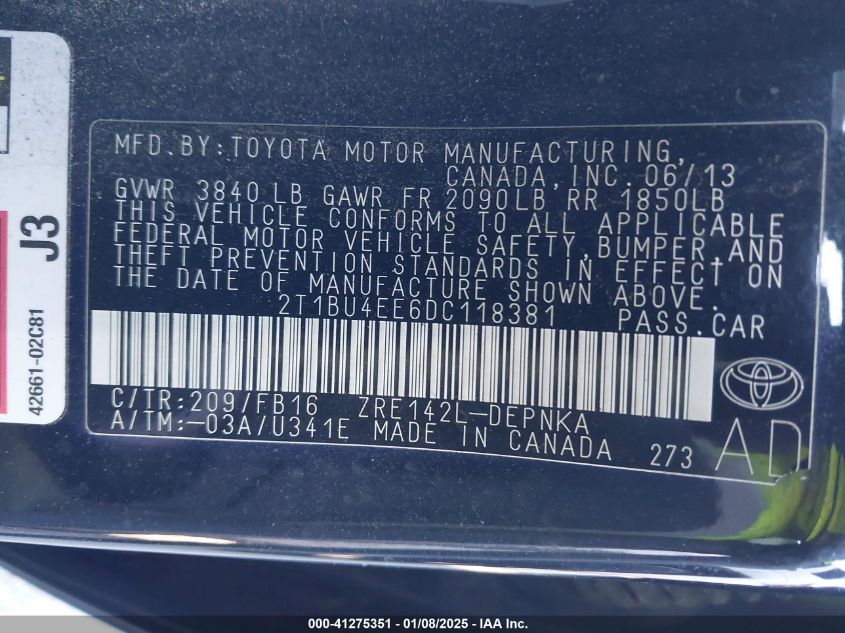 MFD.BY:TOYOTA MOTOR MANUFACTURING,
CANADA,INC. 06/13
GVWR 3840 LB GAWR FR 2090LB RR 1850LB
THIS VEHICLE CONFORMS TO ALL APPLICABLE
FEDERAL MOTOR VEHICLE SAFETY,BUMPER,AND
THEFT PREVENTION STANDARDS IN EFFECT ON
THE DATE OF MANUFACTURE SHOWN ABOVE.
2T1BU4EE6DC118381 PASS.CAR
C/TR:209/FB16 ZRE142L-DEPNKA
A/TM:-03A/U341E MADE IN CANADA 273
AD
J3
42661-02C81
000-41275351 - 01/08/2025 - IAA Inc.